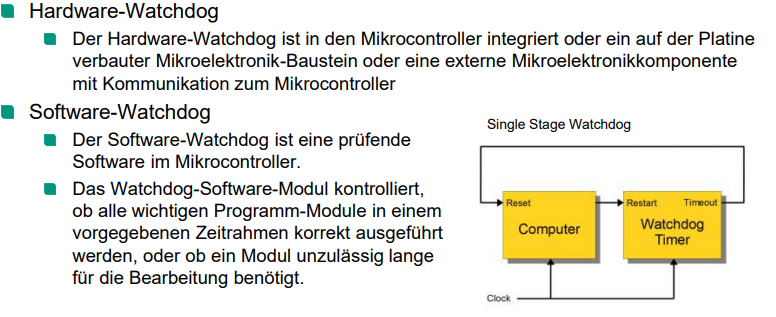 Hardware-Watchdog
Der Hardware-Watchdog ist in den Mikrocontroller integriert oder ein auf der Platine
verbauter Mikroelektronik-Baustein oder eine externe Mikroelektronikkomponente
mit Kommunikation zum Mikrocontroller
Software-Watchdog
Der Software-Watchdog ist eine prüfende
Software im Mikrocontroller.
Das Watchdog-Software-Modul kontrolliert,
ob alle wichtigen Programm-Module in einem
vorgegebenen Zeitrahmen korrekt ausgeführt
werden, oder ob ein Modul unzulässig lange
für die Bearbeitung benötigt.
Single Stage Watchdog
Reset
Computer
Restart
Timeout
Watchdog
Timer
Clock